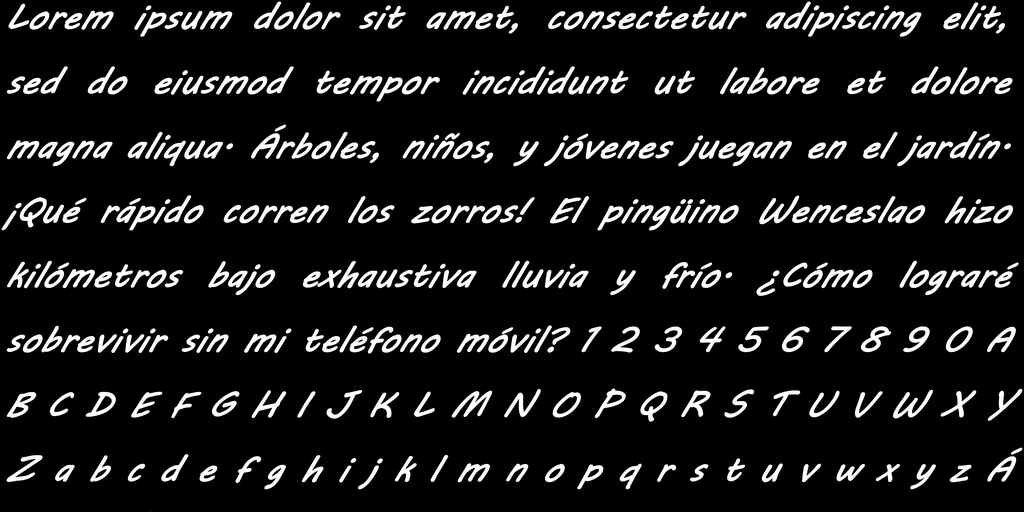 Lorem ipsum dolor sit amet, consectetur adipiscing elit,
sed do eiusmod tempor incididunt ut labore et dolore
magna aliqua. Árboles, niños, y jóvenes juegan en el jardín.
¡Qué rápido corren los zorros! El pingüino Wenceslao hizo
kilómetros bajo exhaustiva lluvia y frío. ¿Cómo lograré
sobrevivir sin mi teléfono móvil? 1 2 3 4 5 6 7 8 9 0 A
B C D E F G H I J K L M N O P Q R S T U V W X Y
Z a b c d e f g h i j k l m n o p q r s t u v w x y z Á